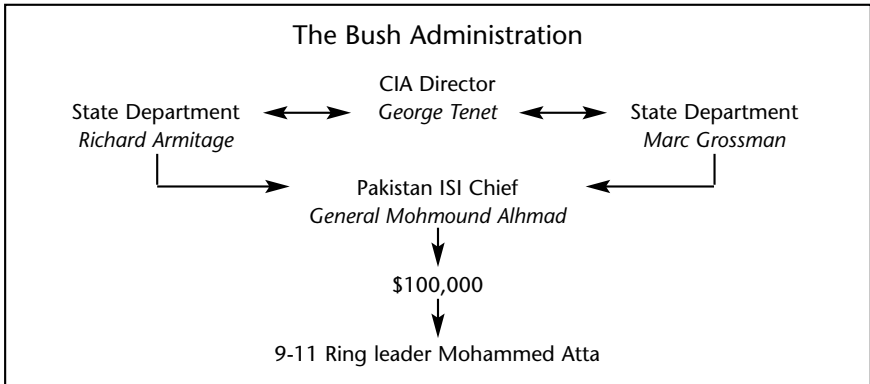 The Bush Administration
CIA Director
State Department
George Tenet
State Department
Richard Armitage
Marc Grossman
Pakistan ISI Chief
General Mohmound Alhmad
$100,000
9-11 Ring leader Mohammed Atta